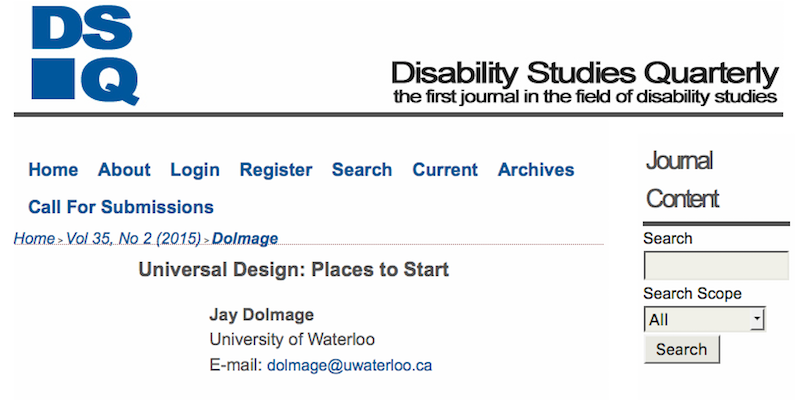 DS
Q
Disability Studies Quarterly
the first journal in the field of disability studies
Home About Login Register Search Current Archives
Call For Submissions
Home > Vol 35, No 2 (2015) > Dolmage
Universal Design: Places to Start
Jay Dolmage
University of Waterloo
E-mail: dolmage@uwaterloo.ca
Journal
Content
Search
Search Scope
All
Search